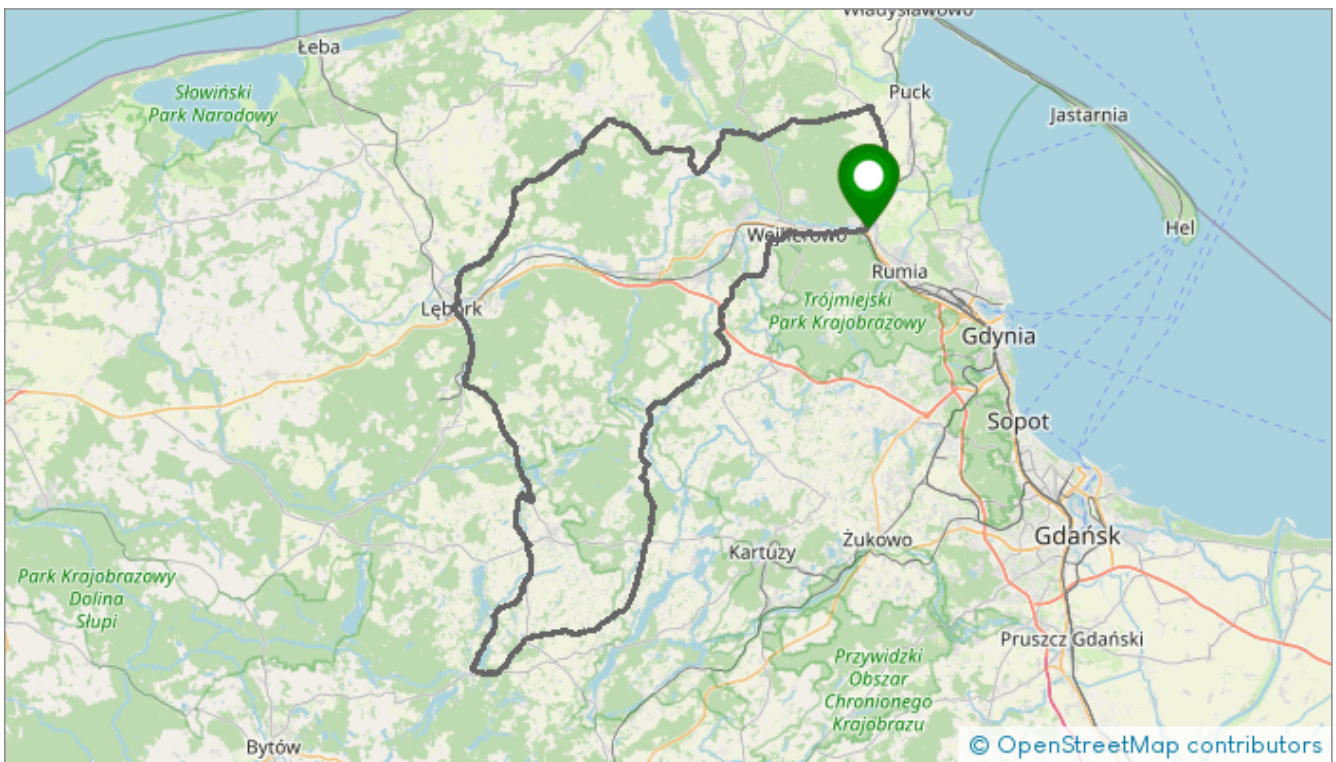 Władysławowo
Łeba
Puck
Słowiński
Park Narodowy
Jastarnia
Hel
Wejherowo
Rumia
Trójmiejski
Park Krajobrazowy
Lębork
Gdynia
Sopot
Gdańsk
Żukowo
Kartuzy
Park Krajobrazowy
Dolina
Słupi
Pruszcz Gdański
Przywidzki
Obszar
Chronionego
Krajobrazu
Bytów
© OpenStreetMap contributors